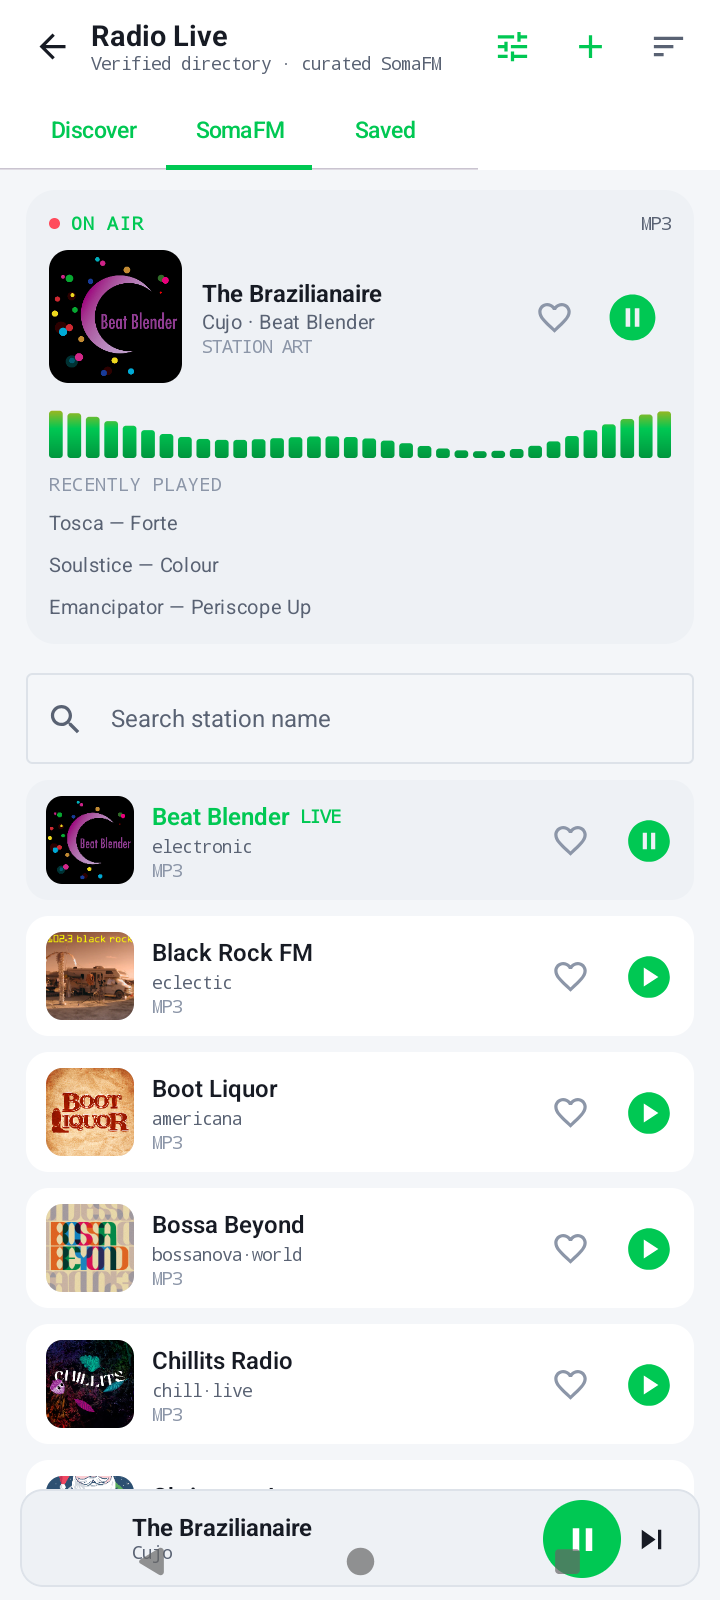 Radio Live
Verified directory · curated SomaFM
Discover
SomaFM
Saved
ON AIR
MP3
Beat Blender
The Brazilianaire
Cujo · Beat Blender
STATION ART
RECENTLY PLAYED
Tosca — Forte
Soulstice — Colour
Emancipator — Periscope Up
Search station name
Beat Blender
Beat Blender LIVE
electronic
MP3
black rock
Black Rock FM
eclectic
MP3
BOOT
LIQUOR
Boot Liquor
americana
MP3
BOSSA
BEYOND
Bossa Beyond
bossanova·world
MP3
CHILLITS
Chillits Radio
chill·live
MP3
The Brazilianaire
Cujo